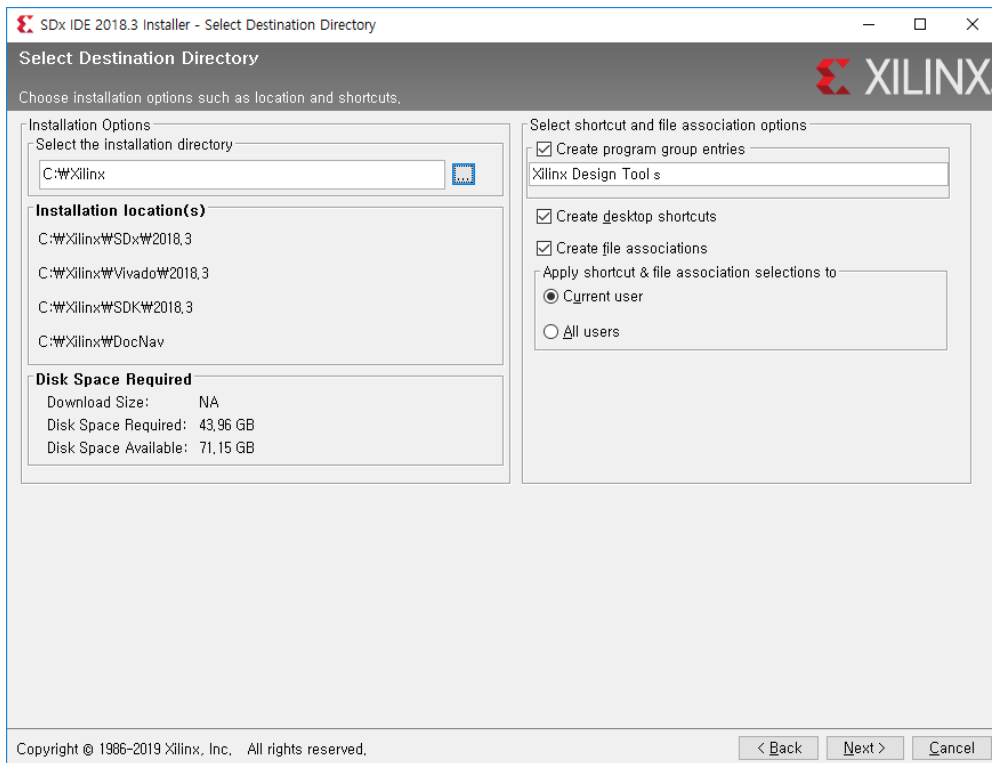 SDx IDE 2018.3 Installer - Select Destination Directory
Select Destination Directory
Choose installation options such as location and shortcuts.
XILINX
Installation Options
Select the installation directory
C:₩Xilinx
...
Installation location(s)
C:₩Xilinx₩SDx₩2018.3
C:₩Xilinx₩Vivado₩2018.3
C:₩Xilinx₩SDK₩2018.3
C:₩Xilinx₩DocNav
Disk Space Required
Download Size: NA
Disk Space Required: 43.96 GB
Disk Space Available: 71.15 GB
Select shortcut and file association options
Create program group entries
Xilinx Design Tools
Create desktop shortcuts
Create file associations
Apply shortcut & file association selections to
Current user
All users
Copyright © 1986-2019 Xilinx, Inc. All rights reserved.
< Back Next > Cancel